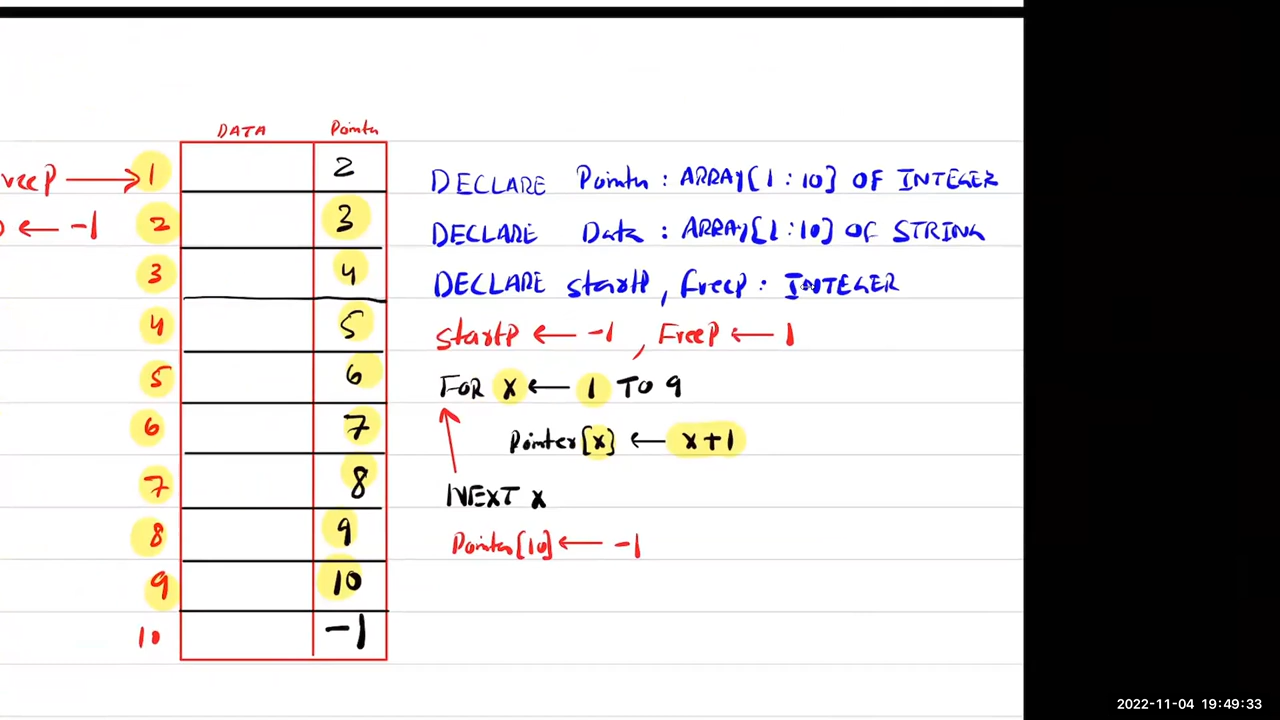 DATA Pointer
1 2
2 3
3 4
4 5
5 6
6 7
7 8
8 9
9 10
10 -1
reeP →
← -1
DECLARE Pointer : ARRAY[1:10] OF INTEGER
DECLARE Data : ARRAY[1:10] OF STRING
DECLARE startP, FreeP : INTEGER
startP ← -1, FreeP ← 1
FOR x ← 1 TO 9
Pointer[x] ← x+1
NEXT x
Pointer[10] ← -1
2022-11-04 19:49:33